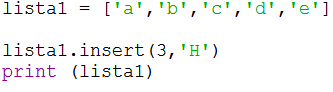 lista1 = ['a','b','c','d','e']
lista1.insert(3,'H')
print (lista1)